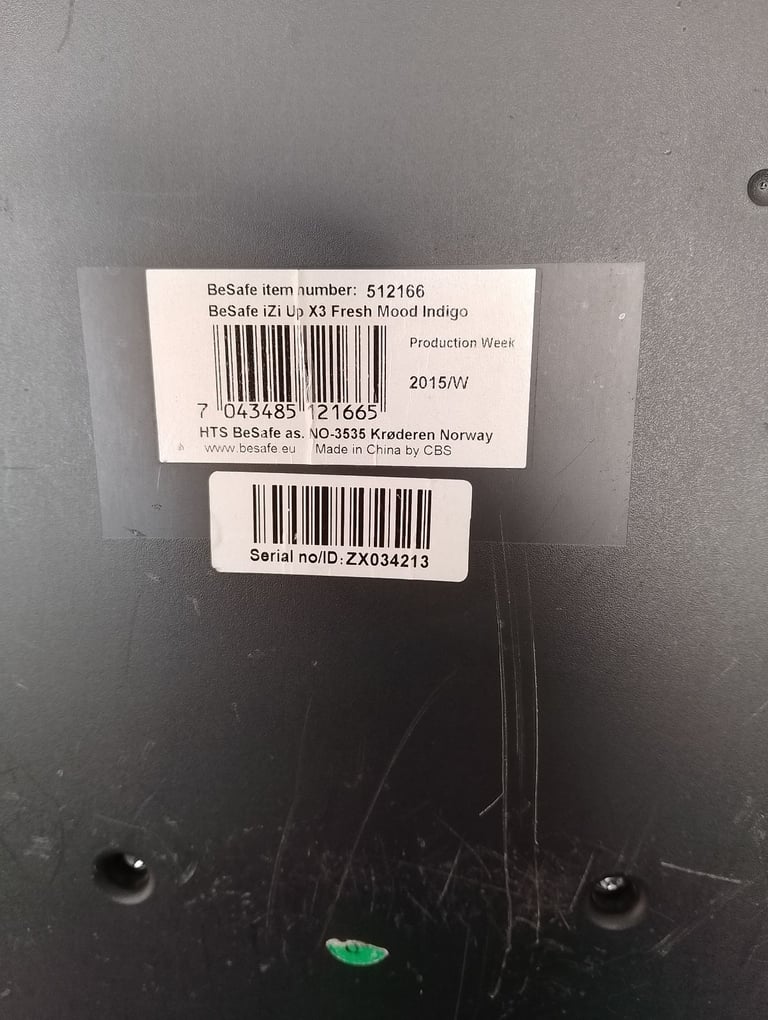 BeSafe item number: 512166
BeSafe iZi Up X3 Fresh Mood Indigo
Production Week
2015/W
7 043485 121665
HTS BeSafe as. NO-3535 Krøderen Norway
www.besafe.eu Made in China by CBS
Serial no/ID: ZX034213